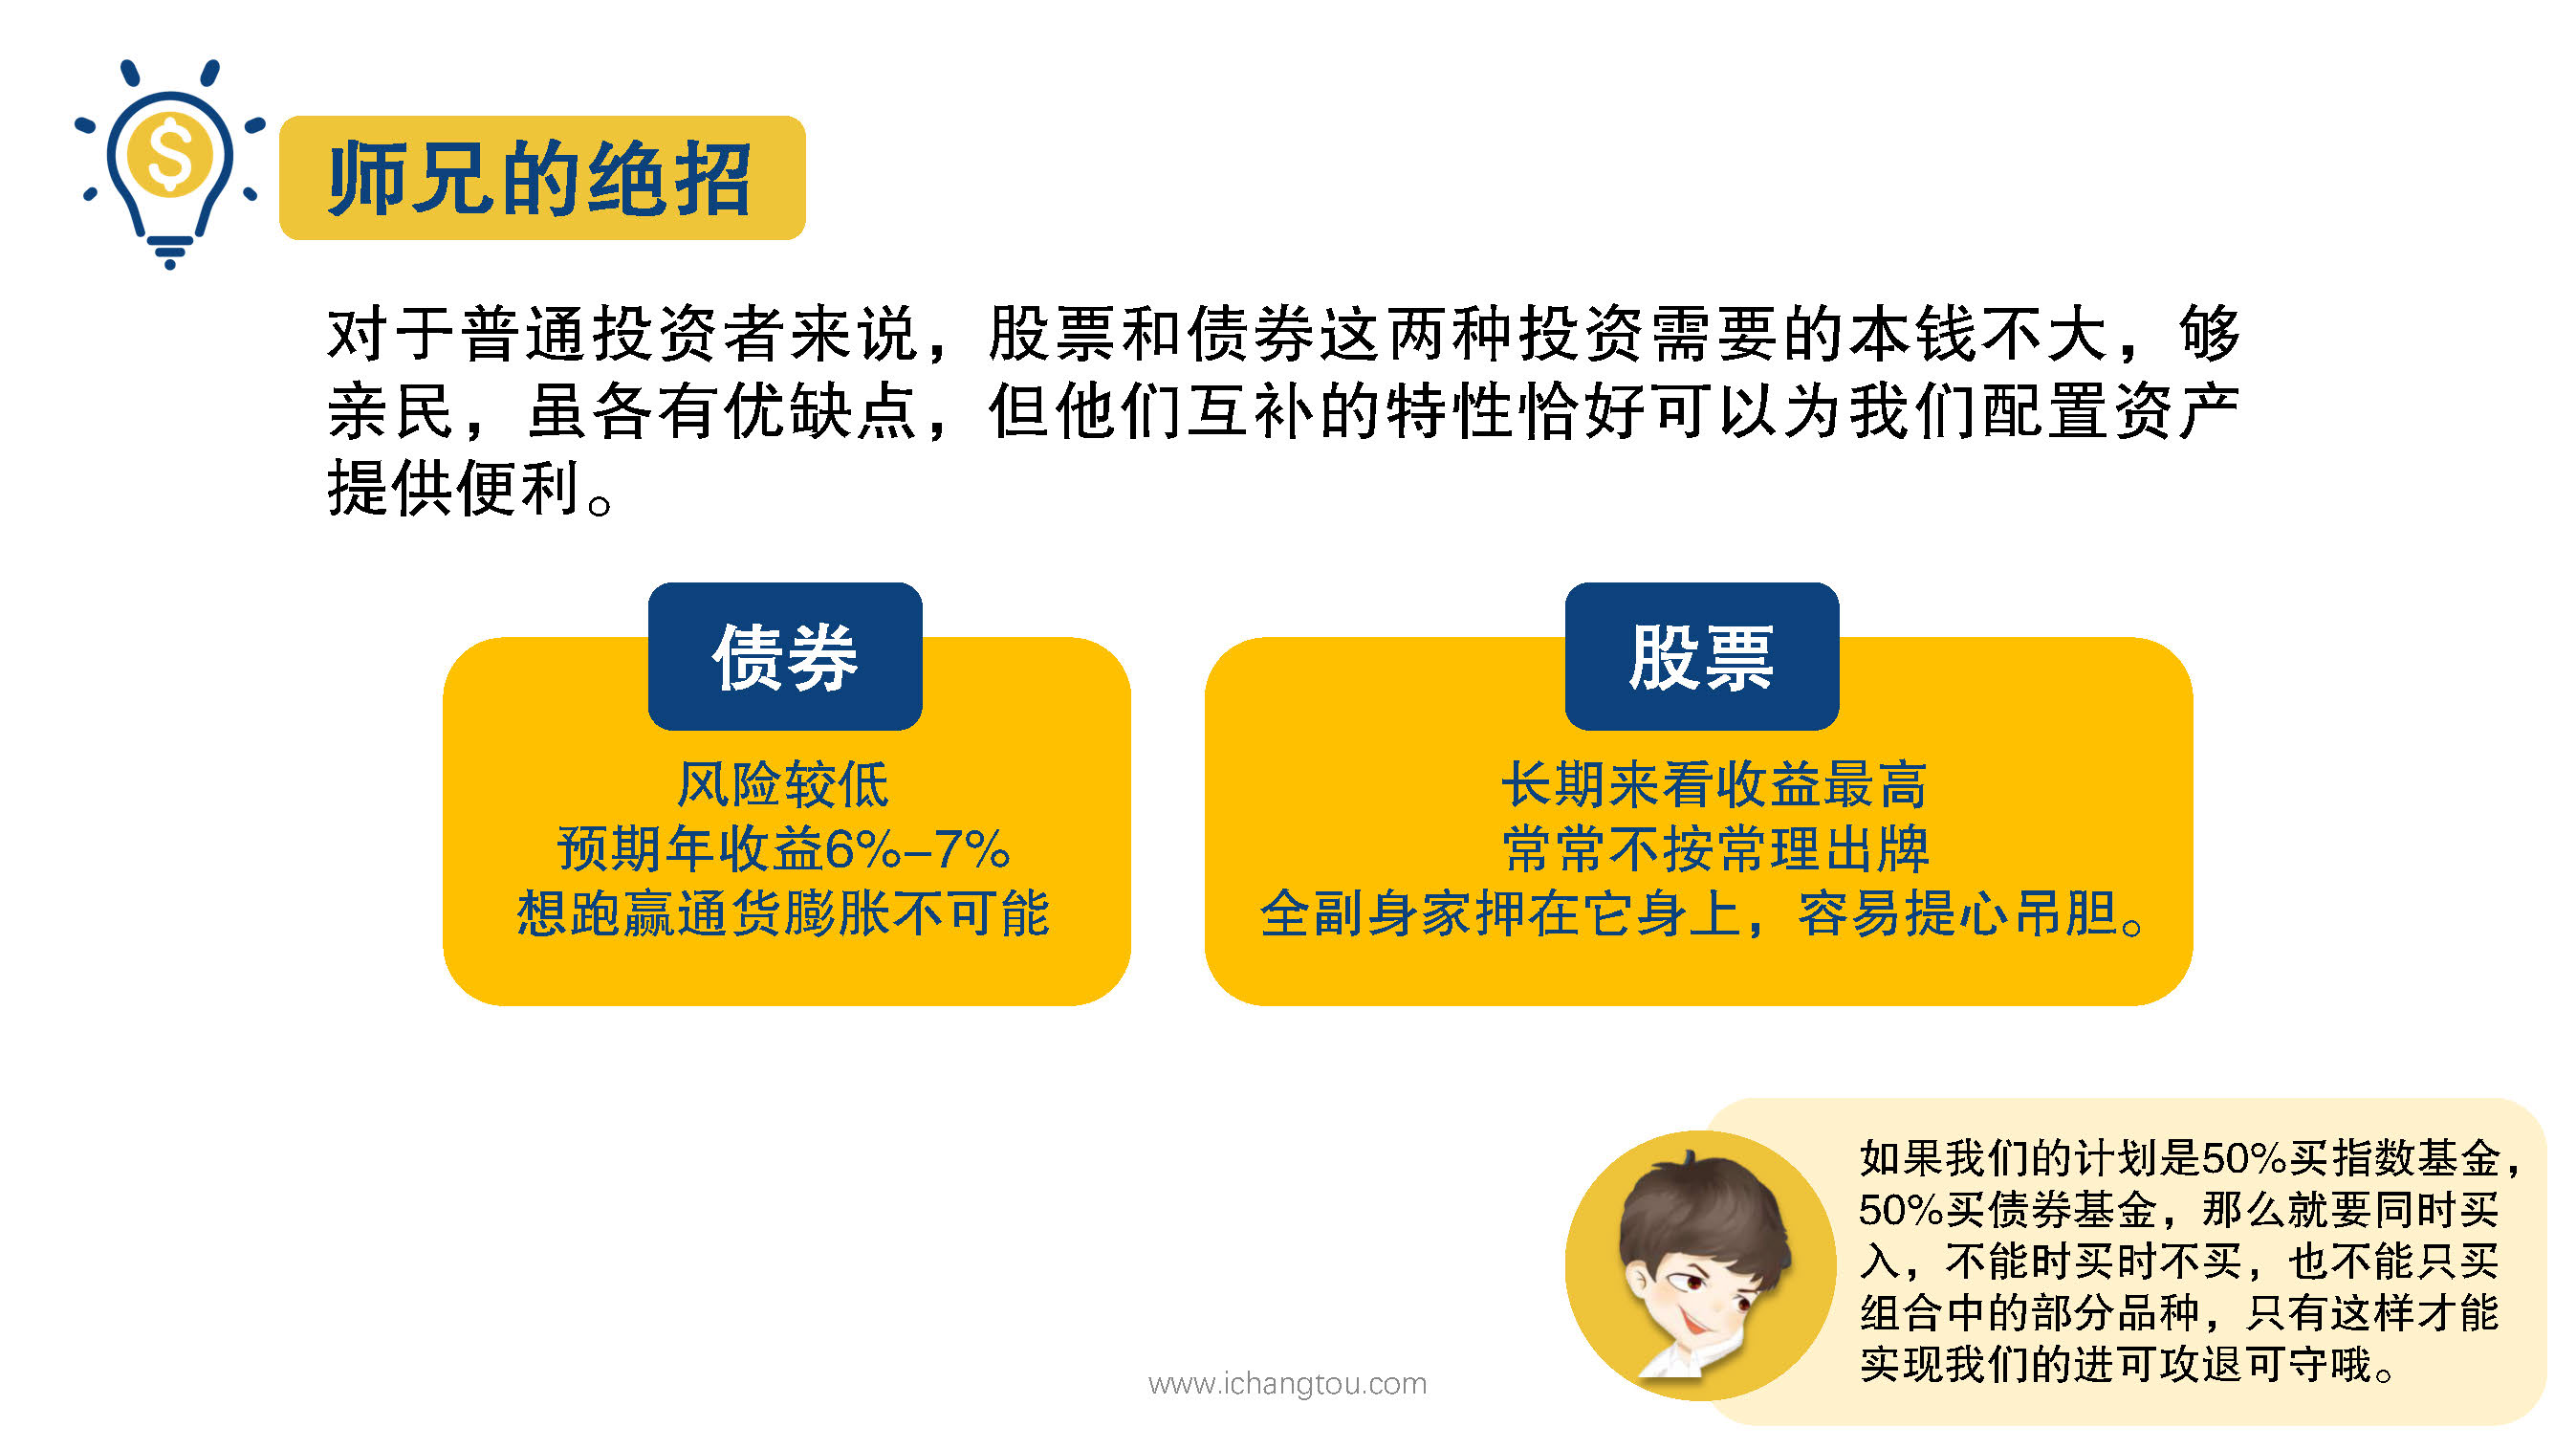 师兄的绝招
对于普通投资者来说，股票和债券这两种投资需要的本钱不大，够
亲民，虽各有优缺点，但他们互补的特性恰好可以为我们配置资产
提供便利。
债券
风险较低
预期年收益6%-7%
想跑赢通货膨胀不可能
股票
长期来看收益最高
常常不按常理出牌
全副身家押在它身上，容易提心吊胆。
如果我们的计划是50%买指数基金，
50%买债券基金，那么就要同时买
入，不能时买时不买，也不能只买
组合中的部分品种，只有这样才能
实现我们的进可攻退可守哦。
www.ichangtou.com